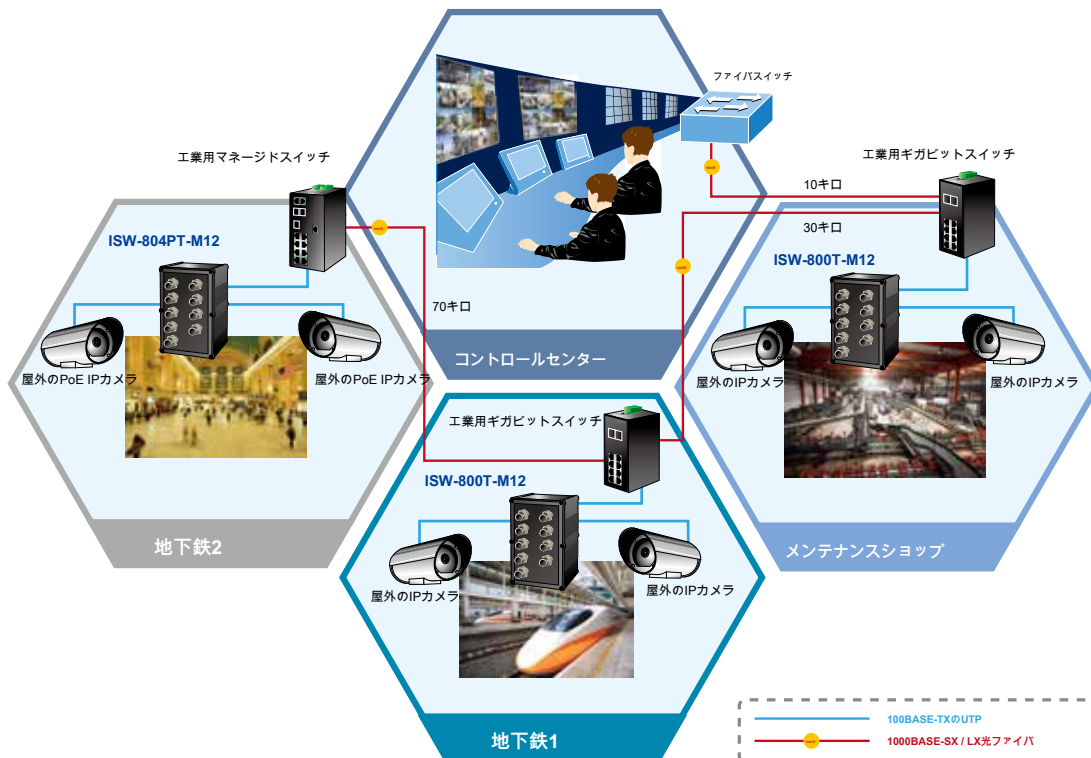 ファイバスイッチ
工業用マネージドスイッチ
工業用ギガビットスイッチ
10キロ
30キロ
ISW-804PT-M12
ISW-800T-M12
70キロ
コントロールセンター
屋外のPoE IPカメラ
屋外のPoE IPカメラ
屋外のIPカメラ
屋外のIPカメラ
工業用ギガビットスイッチ
ISW-800T-M12
地下鉄2
メンテナンスショップ
屋外のIPカメラ
屋外のIPカメラ
地下鉄1
100BASE-TXのUTP
1000BASE-SX / LX光ファイバ